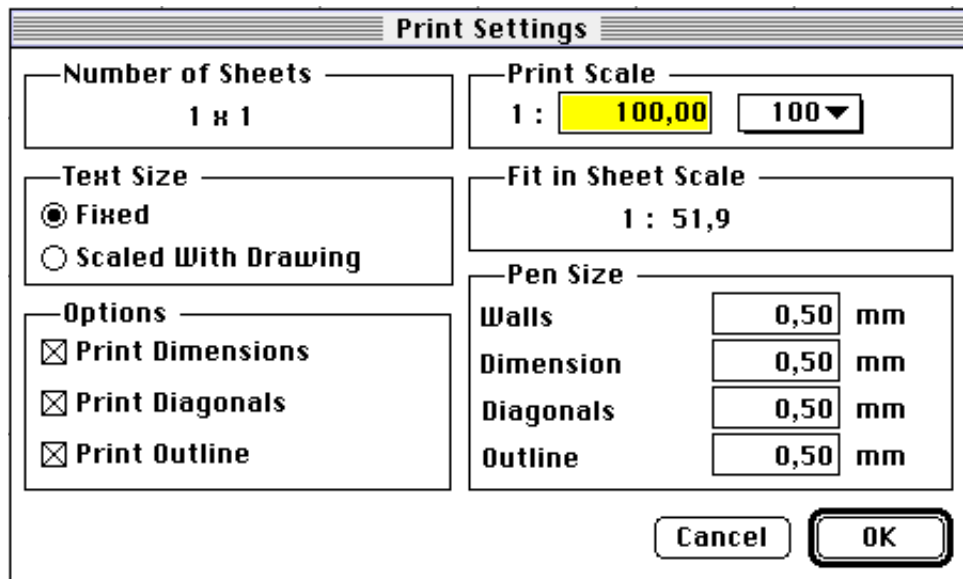 Print Settings
Number of Sheets
1 x 1
Print Scale
1 : 100,00 100
Text Size
Fixed
Scaled With Drawing
Fit in Sheet Scale
1 : 51,9
Options
Print Dimensions
Print Diagonals
Print Outline
Pen Size
Walls 0,50 mm
Dimension 0,50 mm
Diagonals 0,50 mm
Outline 0,50 mm
Cancel OK